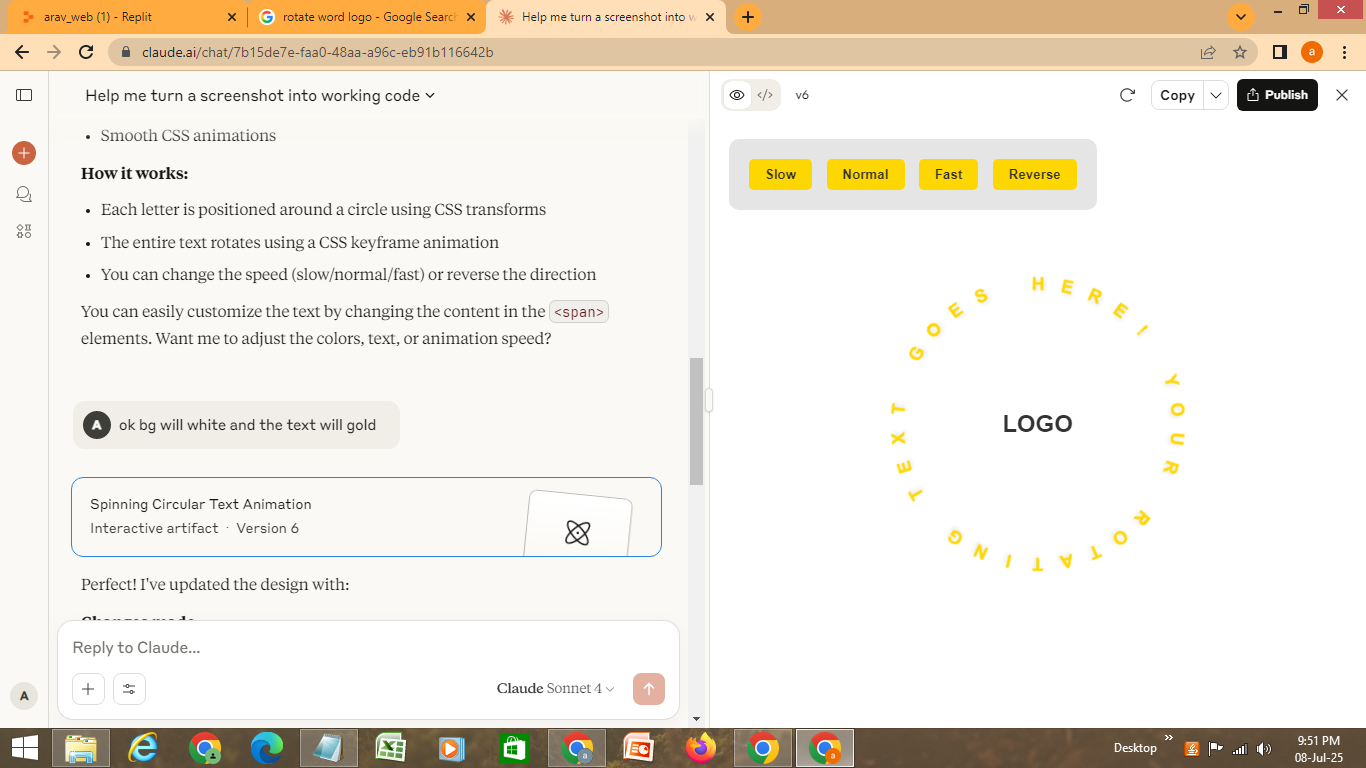 arav_web (1) - Replit
rotate word logo - Google Search
Help me turn a screenshot into w
claude.ai/chat/7b15de7e-faa0-48aa-a96c-eb91b116642b
a
Help me turn a screenshot into working code
Smooth CSS animations
How it works:
Each letter is positioned around a circle using CSS transforms
The entire text rotates using a CSS keyframe animation
You can change the speed (slow/normal/fast) or reverse the direction
You can easily customize the text by changing the content in the <span>
elements. Want me to adjust the colors, text, or animation speed?
A ok bg will white and the text will gold
Spinning Circular Text Animation
Interactive artifact · Version 6
Perfect! I've updated the design with:
Reply to Claude...
Claude Sonnet 4
A
v6
Copy
Publish
Slow Normal Fast Reverse
YOUR ROTATING TEXT GOES HERE!
LOGO
Desktop
9:51 PM
08-Jul-25